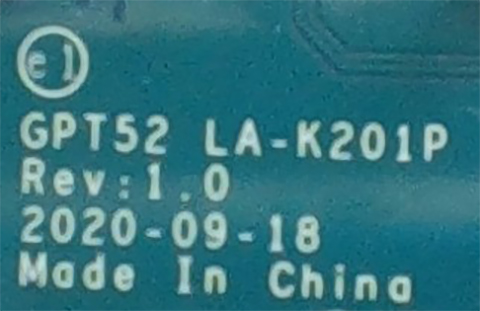 e1
GPT52 LA-K201P
Rev:1.0
2020-09-18
Made In China